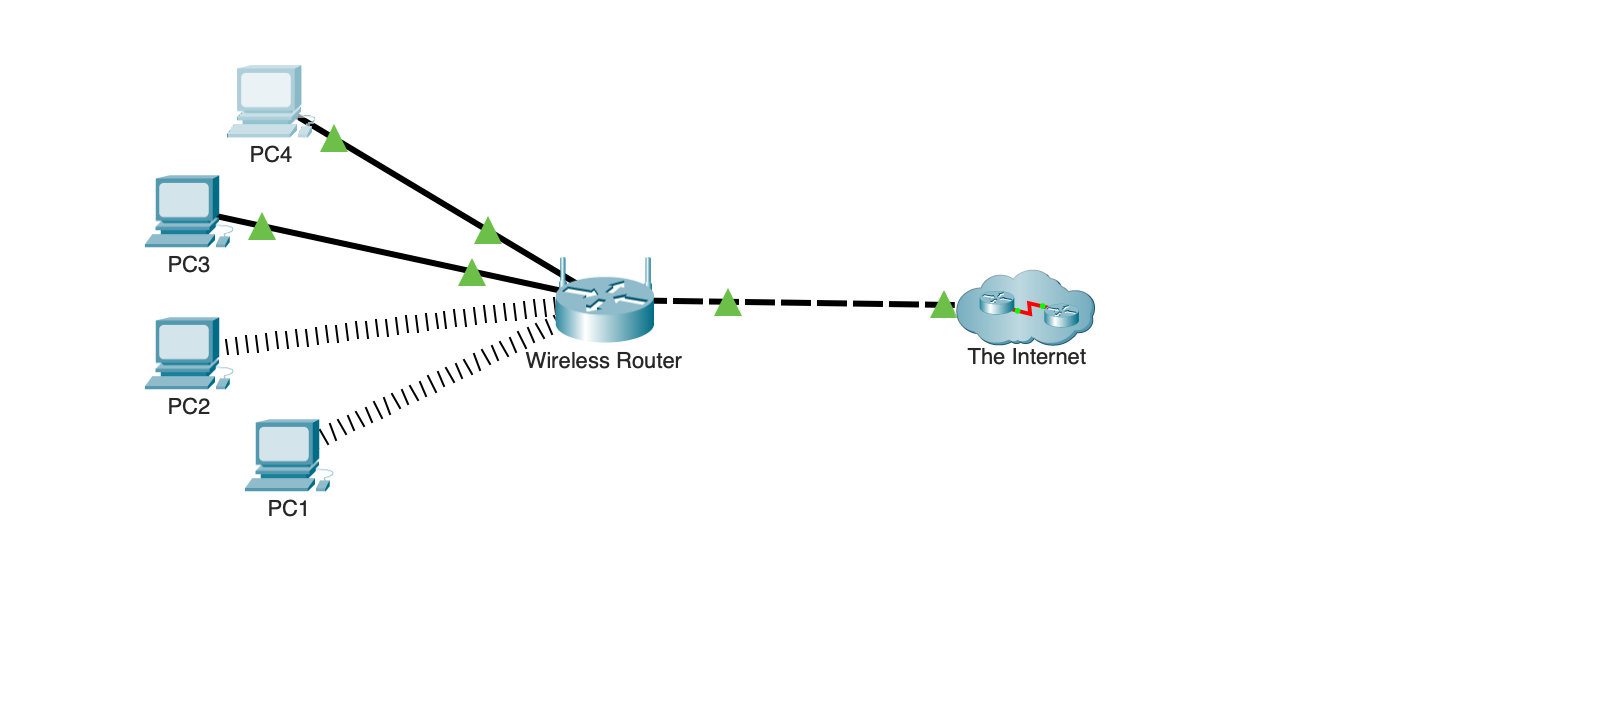 PC4
PC3
Wireless Router
The Internet
PC2
PC1